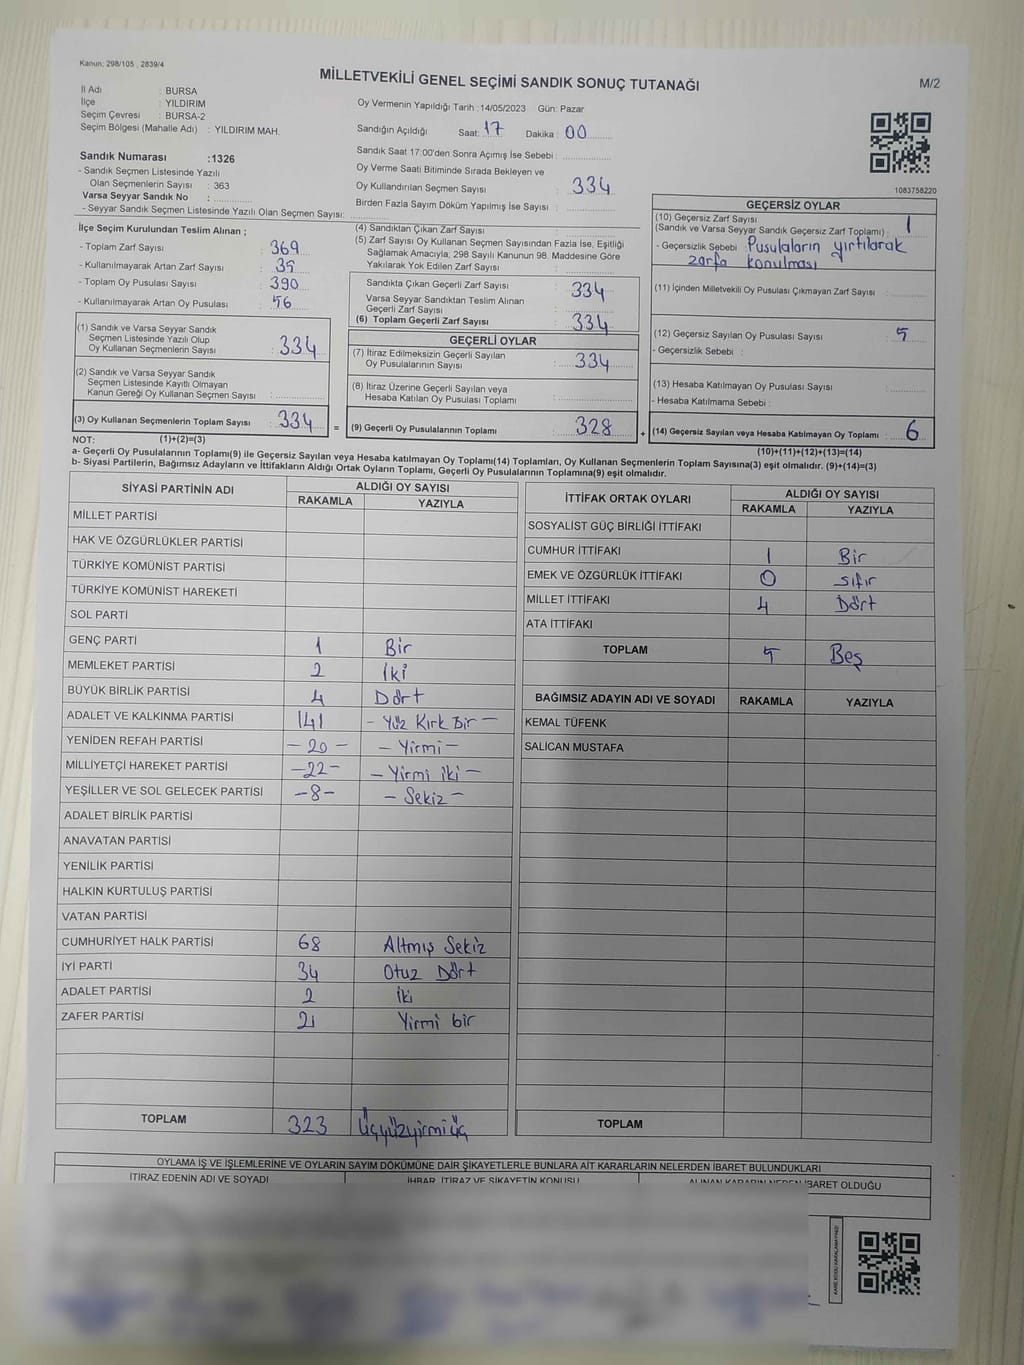 Kanun: 298/105 , 2839/4
MİLLETVEKİLİ GENEL SEÇİMİ SANDIK SONUÇ TUTANAĞI
M/2
İl Adı : BURSA
İlçe : YILDIRIM
Seçim Çevresi : BURSA-2
Seçim Bölgesi (Mahalle Adı) : YILDIRIM MAH.
Sandık Numarası :1326
- Sandık Seçmen Listesinde Yazılı
Olan Seçmenlerin Sayısı : 363
Varsa Seyyar Sandık No :
- Seyyar Sandık Seçmen Listesinde Yazılı Olan Seçmen Sayısı:
Oy Vermenin Yapıldığı Tarih :14/05/2023 Gün: Pazar
Sandığın Açıldığı Saat: 17 Dakika : 00
Sandık Saat 17:00'den Sonra Açımış İse Sebebi :
Oy Verme Saati Bitiminde Sırada Bekleyen ve
Oy Kullandırılan Seçmen Sayısı : 334
Birden Fazla Sayım Döküm Yapılmış İse Sayısı :
1083758220
İlçe Seçim Kurulundan Teslim Alınan ;
- Toplam Zarf Sayısı : 369
- Kullanılmayarak Artan Zarf Sayısı : 35
- Toplam Oy Pusulası Sayısı : 390
- Kullanılmayarak Artan Oy Pusulası : 56
(1) Sandık ve Varsa Seyyar Sandık
Seçmen Listesinde Yazılı Olup
Oy Kullanan Seçmenlerin Sayısı : 334
(2) Sandık ve Varsa Seyyar Sandık
Seçmen Listesinde Kayıtlı Olmayan
Kanun Gereği Oy Kullanan Seçmen Sayısı :
(3) Oy Kullanan Seçmenlerin Toplam Sayısı : 334
(1)+(2)=(3)
(4) Sandıktan Çıkan Zarf Sayısı :
(5) Zarf Sayısı Oy Kullanan Seçmen Sayısından Fazla İse, Eşitliği
Sağlamak Amacıyla; 298 Sayılı Kanunun 98. Maddesine Göre
Yakılarak Yok Edilen Zarf Sayısı :
Sandıkta Çıkan Geçerli Zarf Sayısı : 334
Varsa Seyyar Sandıktan Teslim Alınan
Geçerli Zarf Sayısı :
(6) Toplam Geçerli Zarf Sayısı : 334
GEÇERLİ OYLAR
(7) İtiraz Edilmeksizin Geçerli Sayılan
Oy Pusulalarının Sayısı : 334
(8) İtiraz Üzerine Geçerli Sayılan veya
Hesaba Katılan Oy Pusulası Toplamı :
= (9) Geçerli Oy Pusulalarının Toplamı : 328
GEÇERSİZ OYLAR
(10) Geçersiz Zarf Sayısı
(Sandık ve Varsa Seyyar Sandık Geçersiz Zarf Toplamı) : 1
- Geçersizlik Sebebi : Pusulaların yırtılarak
zarfa konulması
(11) İçinden Milletvekili Oy Pusulası Çıkmayan Zarf Sayısı :
(12) Geçersiz Sayılan Oy Pusulası Sayısı : 5
- Geçersizlik Sebebi :
(13) Hesaba Katılmayan Oy Pusulası Sayısı :
- Hesaba Katılmama Sebebi :
+ (14) Geçersiz Sayılan veya Hesaba Katılmayan Oy Toplamı : 6
(10)+(11)+(12)+(13)=(14)
NOT:
a- Geçerli Oy Pusulalarının Toplamı(9) ile Geçersiz Sayılan veya Hesaba katılmayan Oy Toplamı(14) Toplamları, Oy Kullanan Seçmenlerin Toplam Sayısına(3) eşit olmalıdır. (9)+(14)=(3)
b- Siyasi Partilerin, Bağımsız Adayların ve İttifakların Aldığı Ortak Oyların Toplamı, Geçerli Oy Pusulalarının Toplamına(9) eşit olmalıdır.
SİYASİ PARTİNİN ADI ALDIĞI OY SAYISI
RAKAMLA YAZIYLA
MİLLET PARTİSİ
HAK VE ÖZGÜRLÜKLER PARTİSİ
TÜRKİYE KOMÜNİST PARTİSİ
TÜRKİYE KOMÜNİST HAREKETİ
SOL PARTİ
GENÇ PARTİ 1 Bir
MEMLEKET PARTİSİ 2 İki
BÜYÜK BİRLİK PARTİSİ 4 Dört
ADALET VE KALKINMA PARTİSİ 141 - Yüz Kırk Bir -
YENİDEN REFAH PARTİSİ - 20 - - Yirmi -
MİLLİYETÇİ HAREKET PARTİSİ -22- - Yirmi iki -
YEŞİLLER VE SOL GELECEK PARTİSİ -8- - Sekiz -
ADALET BİRLİK PARTİSİ
ANAVATAN PARTİSİ
YENİLİK PARTİSİ
HALKIN KURTULUŞ PARTİSİ
VATAN PARTİSİ
CUMHURİYET HALK PARTİSİ 68 Altmış Sekiz
İYİ PARTİ 34 Otuz Dört
ADALET PARTİSİ 2 iki
ZAFER PARTİSİ 21 Yirmi bir
TOPLAM 323 Üçyüzyirmiüç
İTTİFAK ORTAK OYLARI ALDIĞI OY SAYISI
RAKAMLA YAZIYLA
SOSYALİST GÜÇ BİRLİĞİ İTTİFAKI
CUMHUR İTTİFAKI 1 Bir
EMEK VE ÖZGÜRLÜK İTTİFAKI 0 sıfır
MİLLET İTTİFAKI 4 Dört
ATA İTTİFAKI
TOPLAM 5 Beş
BAĞIMSIZ ADAYIN ADI VE SOYADI RAKAMLA YAZIYLA
KEMAL TÜFENK
SALİCAN MUSTAFA
TOPLAM
OYLAMA İŞ VE İŞLEMLERİNE VE OYLARIN SAYIM DÖKÜMÜNE DAİR ŞİKAYETLERLE BUNLARA AİT KARARLARIN NELERDEN İBARET BULUNDUKLARI
İTİRAZ EDENİN ADI VE SOYADI İHBAR, İTİRAZ VE ŞİKAYETİN KONUSU ALINAN KARARIN NEDEN İBARET OLDUĞU
KARE KODU KARALAMAYINIZ!